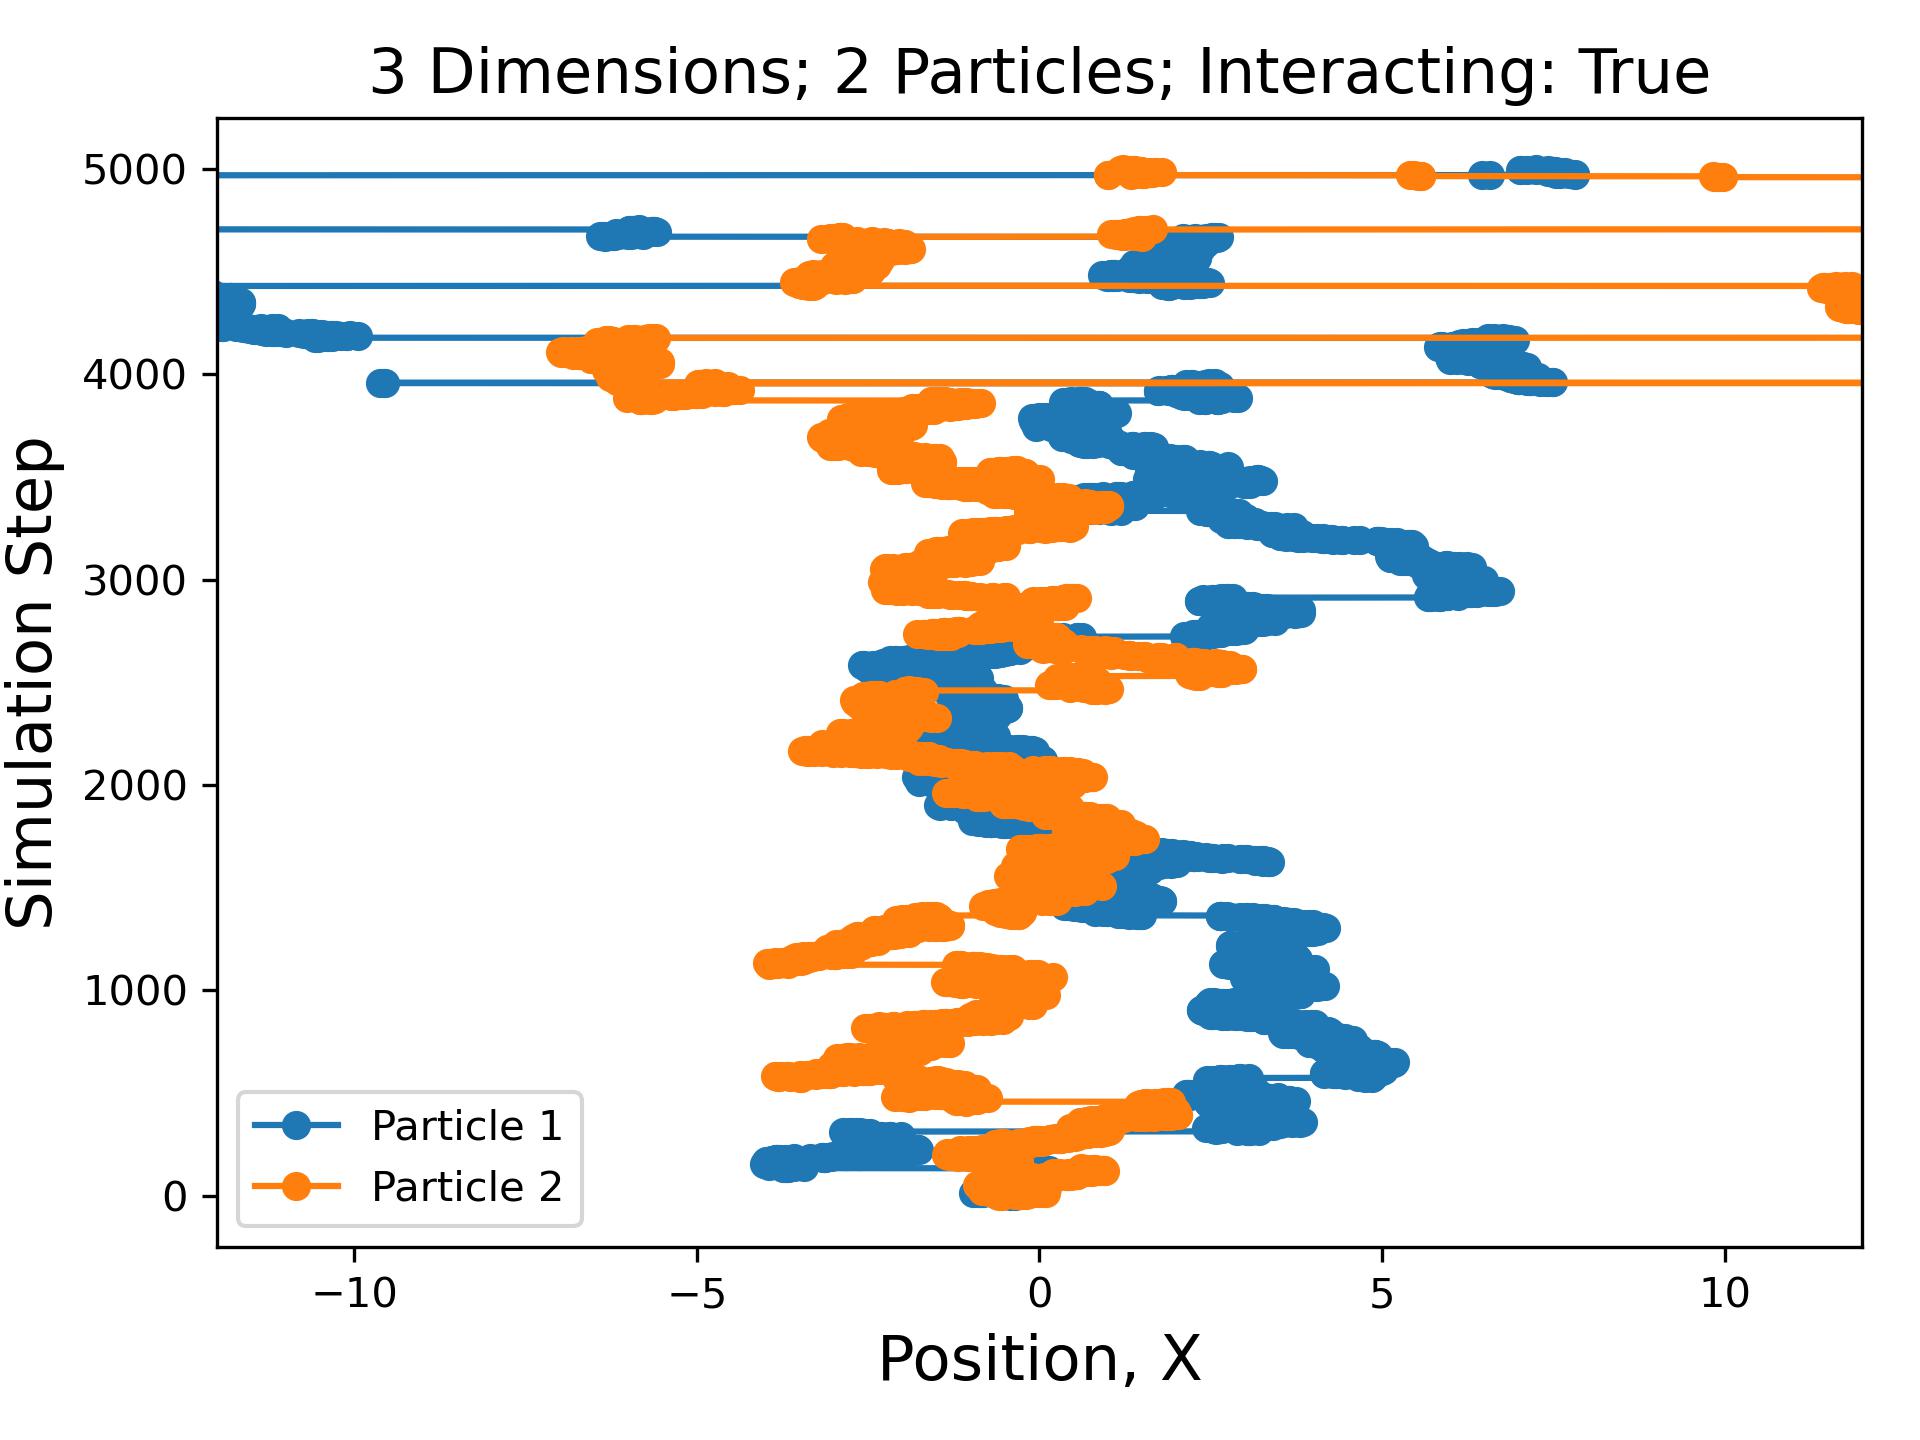 3 Dimensions; 2 Particles; Interacting: True
Simulation Step
5000
4000
3000
2000
1000
0
Particle 1
Particle 2
−10
−5
0
5
10
Position, X